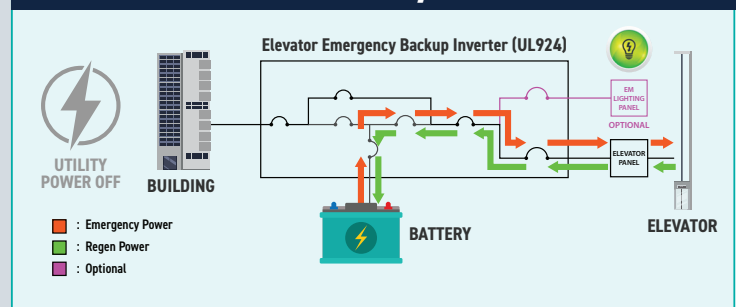 Elevator Emergency Backup Inverter (UL924)
UTILITY
POWER OFF
BUILDING
EM
LIGHTING
PANEL
OPTIONAL
ELEVATOR
PANEL
ELEVATOR
BATTERY
: Emergency Power
: Regen Power
: Optional